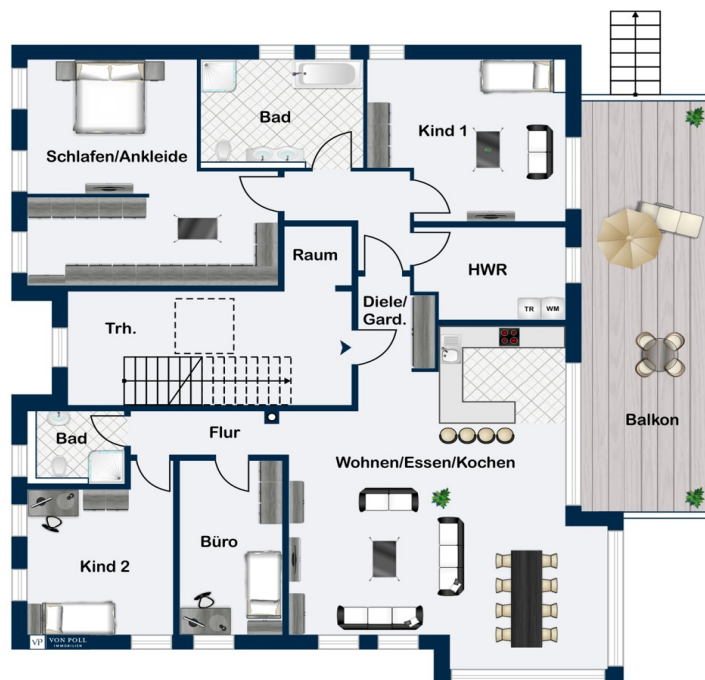 Bad
Kind 1
Schlafen/Ankleide
Raum
HWR
Diele/
Gard.
TR
WM
Trh.
Balkon
Bad
Flur
Wohnen/Essen/Kochen
Büro
Kind 2
VP
VON POLL
IMMOBILIEN